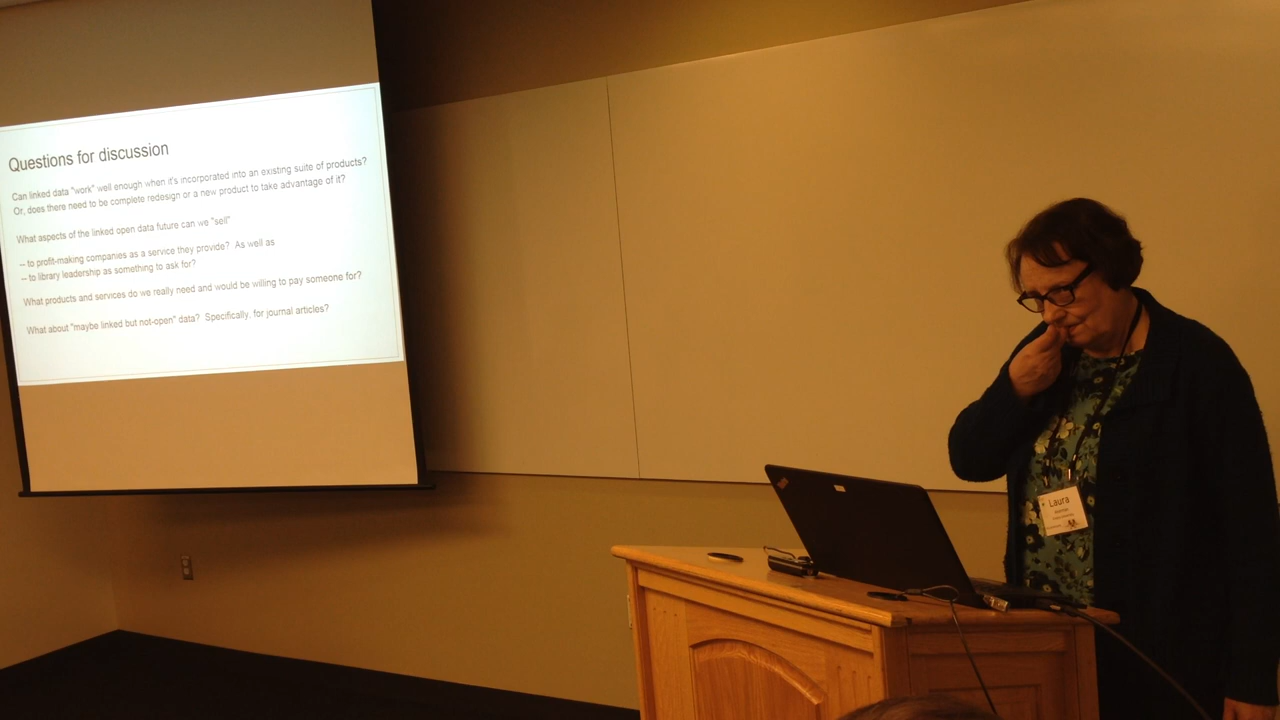 Questions for discussion
Can linked data "work" well enough when it's incorporated into an existing suite of products?
Or, does there need to be complete redesign or a new product to take advantage of it?
What aspects of the linked open data future can we "sell"
-- to profit-making companies as a service they provide? As well as
-- to library leadership as something to ask for?
What products and services do we really need and would be willing to pay someone for?
What about "maybe linked but not-open" data? Specifically, for journal articles?
Laura